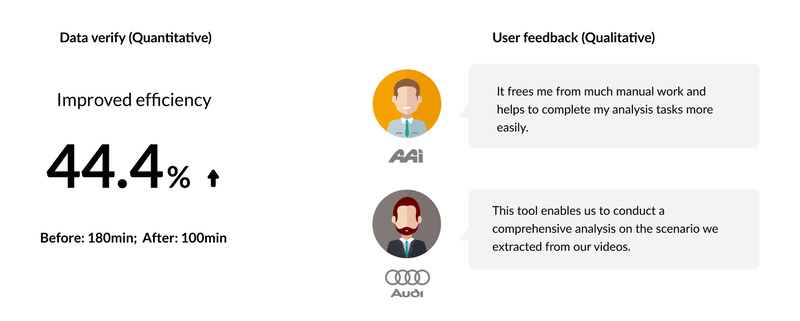 Data verify (Quantitative)
Improved efficiency
44.4%
Before: 180min;  After: 100min
User feedback (Qualitative)
It frees me from much manual work and
helps to complete my analysis tasks more
easily.
AAi
This tool enables us to conduct a
comprehensive analysis on the scenario we
extracted from our videos.
Audi